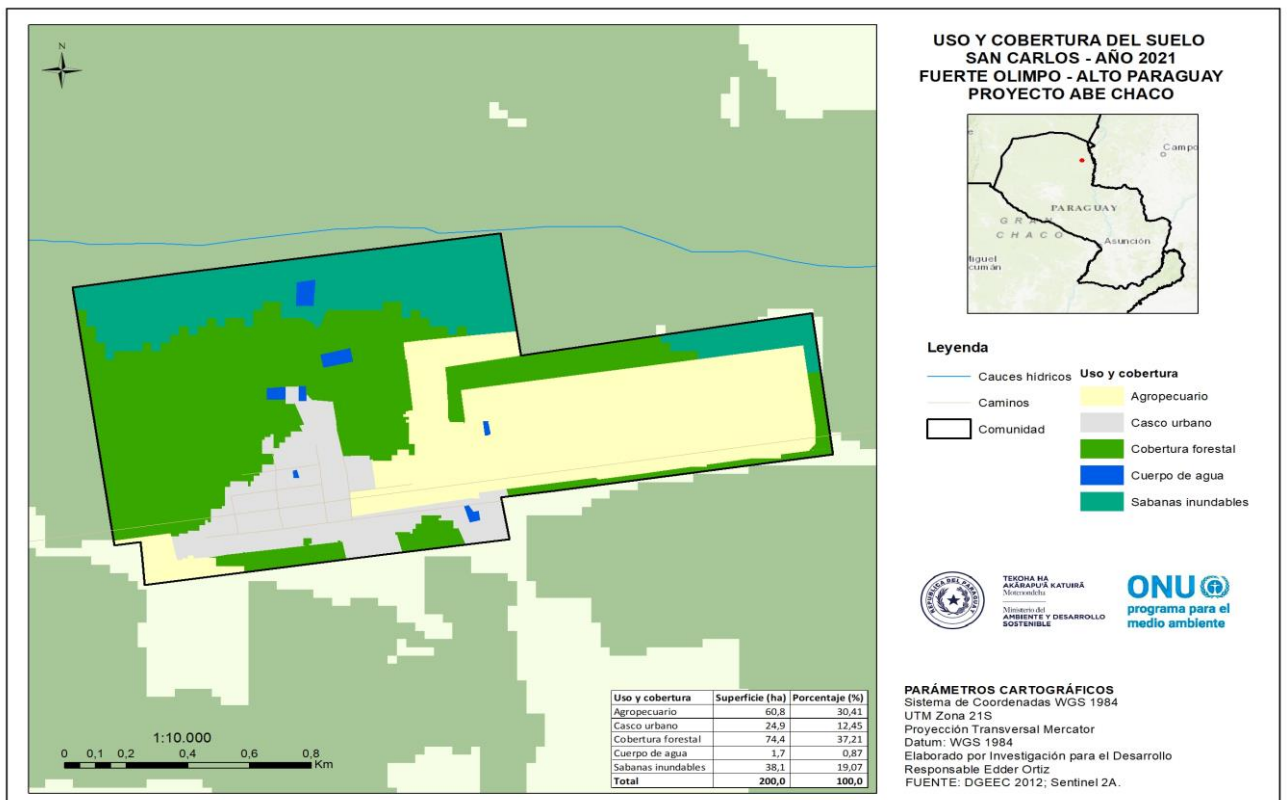 N
USO Y COBERTURA DEL SUELO
SAN CARLOS - AÑO 2021
FUERTE OLIMPO - ALTO PARAGUAY
PROYECTO ABE CHACO
Campo
PARAGUAY
GRAN
CHACO
Asunción
Miguel
cumán
Leyenda
Cauces hídricos
Caminos
Comunidad
Uso y cobertura
Agropecuario
Casco urbano
Cobertura forestal
Cuerpo de agua
Sabanas inundables
REPUBLICA DEL PARAGUAY
TEKOHA HA
AKÃRAPU'Ã KATUIRÃ
Motenondeha
Ministerio del
AMBIENTE Y DESARROLLO
SOSTENIBLE
ONU
programa para el
medio ambiente
Uso y cobertura Superficie (ha) Porcentaje (%)
Agropecuario 60,8 30,41
Casco urbano 24,9 12,45
Cobertura forestal 74,4 37,21
Cuerpo de agua 1,7 0,87
Sabanas inundables 38,1 19,07
Total 200,0 100,0
1:10.000
0 0,1 0,2 0,4 0,6 0,8
Km
PARÁMETROS CARTOGRÁFICOS
Sistema de Coordenadas WGS 1984
UTM Zona 21S
Proyección Transversal Mercator
Datum: WGS 1984
Elaborado por Investigación para el Desarrollo
Responsable Edder Ortiz
FUENTE: DGEEC 2012; Sentinel 2A.